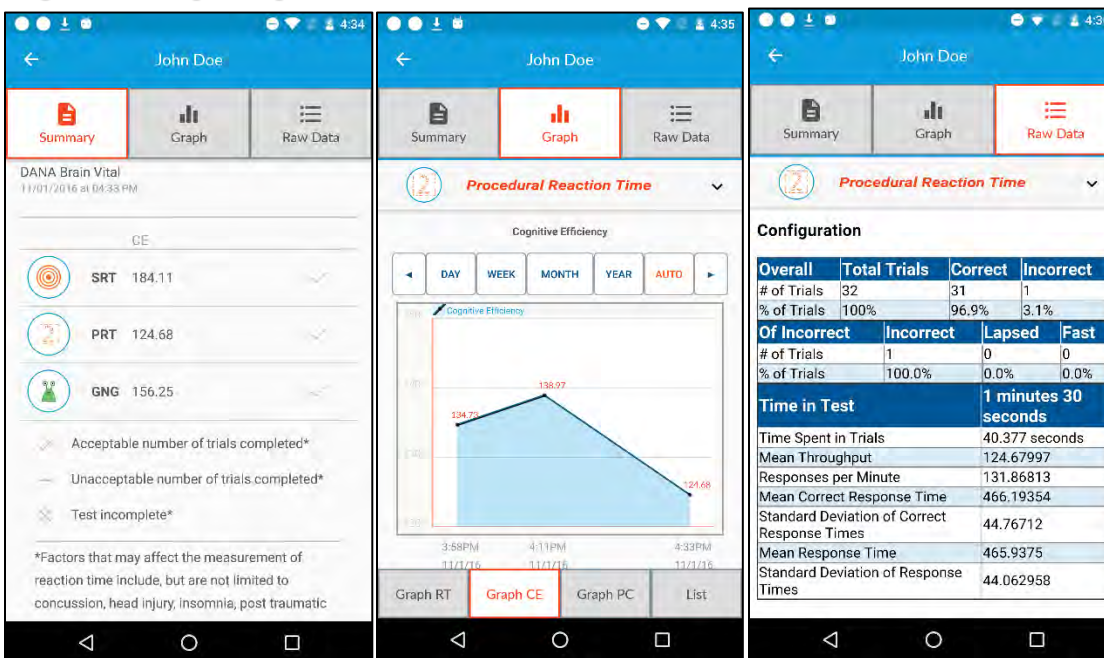 4:34
John Doe
Summary
Graph
Raw Data
DANA Brain Vital
11/01/2016 at 04:33 PM
CE
SRT 184.11
PRT 124.68
GNG 156.25
Acceptable number of trials completed*
Unacceptable number of trials completed*
Test incomplete*
*Factors that may affect the measurement of
reaction time include, but are not limited to
concussion, head injury, insomnia, post traumatic
4:35
John Doe
Summary
Graph
Raw Data
Procedural Reaction Time
Cognitive Efficiency
DAY WEEK MONTH YEAR AUTO
Cognitive Efficiency
138.97
134.73
124.68
3:58PM 4:11PM 4:33PM
11/1/16 11/1/16 11/1/16
Graph RT Graph CE Graph PC List
John Doe
Summary
Graph
Raw Data
Procedural Reaction Time
Configuration
Overall Total Trials Correct Incorrect
# of Trials 32 31 1
% of Trials 100% 96.9% 3.1%
Of Incorrect Incorrect Lapsed Fast
# of Trials 1 0 0
% of Trials 100.0% 0.0% 0.0%
Time in Test 1 minutes 30
seconds
Time Spent in Trials 40.377 seconds
Mean Throughput 124.67997
Responses per Minute 131.86813
Mean Correct Response Time 466.19354
Standard Deviation of Correct
Response Times 44.76712
Mean Response Time 465.9375
Standard Deviation of Response
Times 44.062958